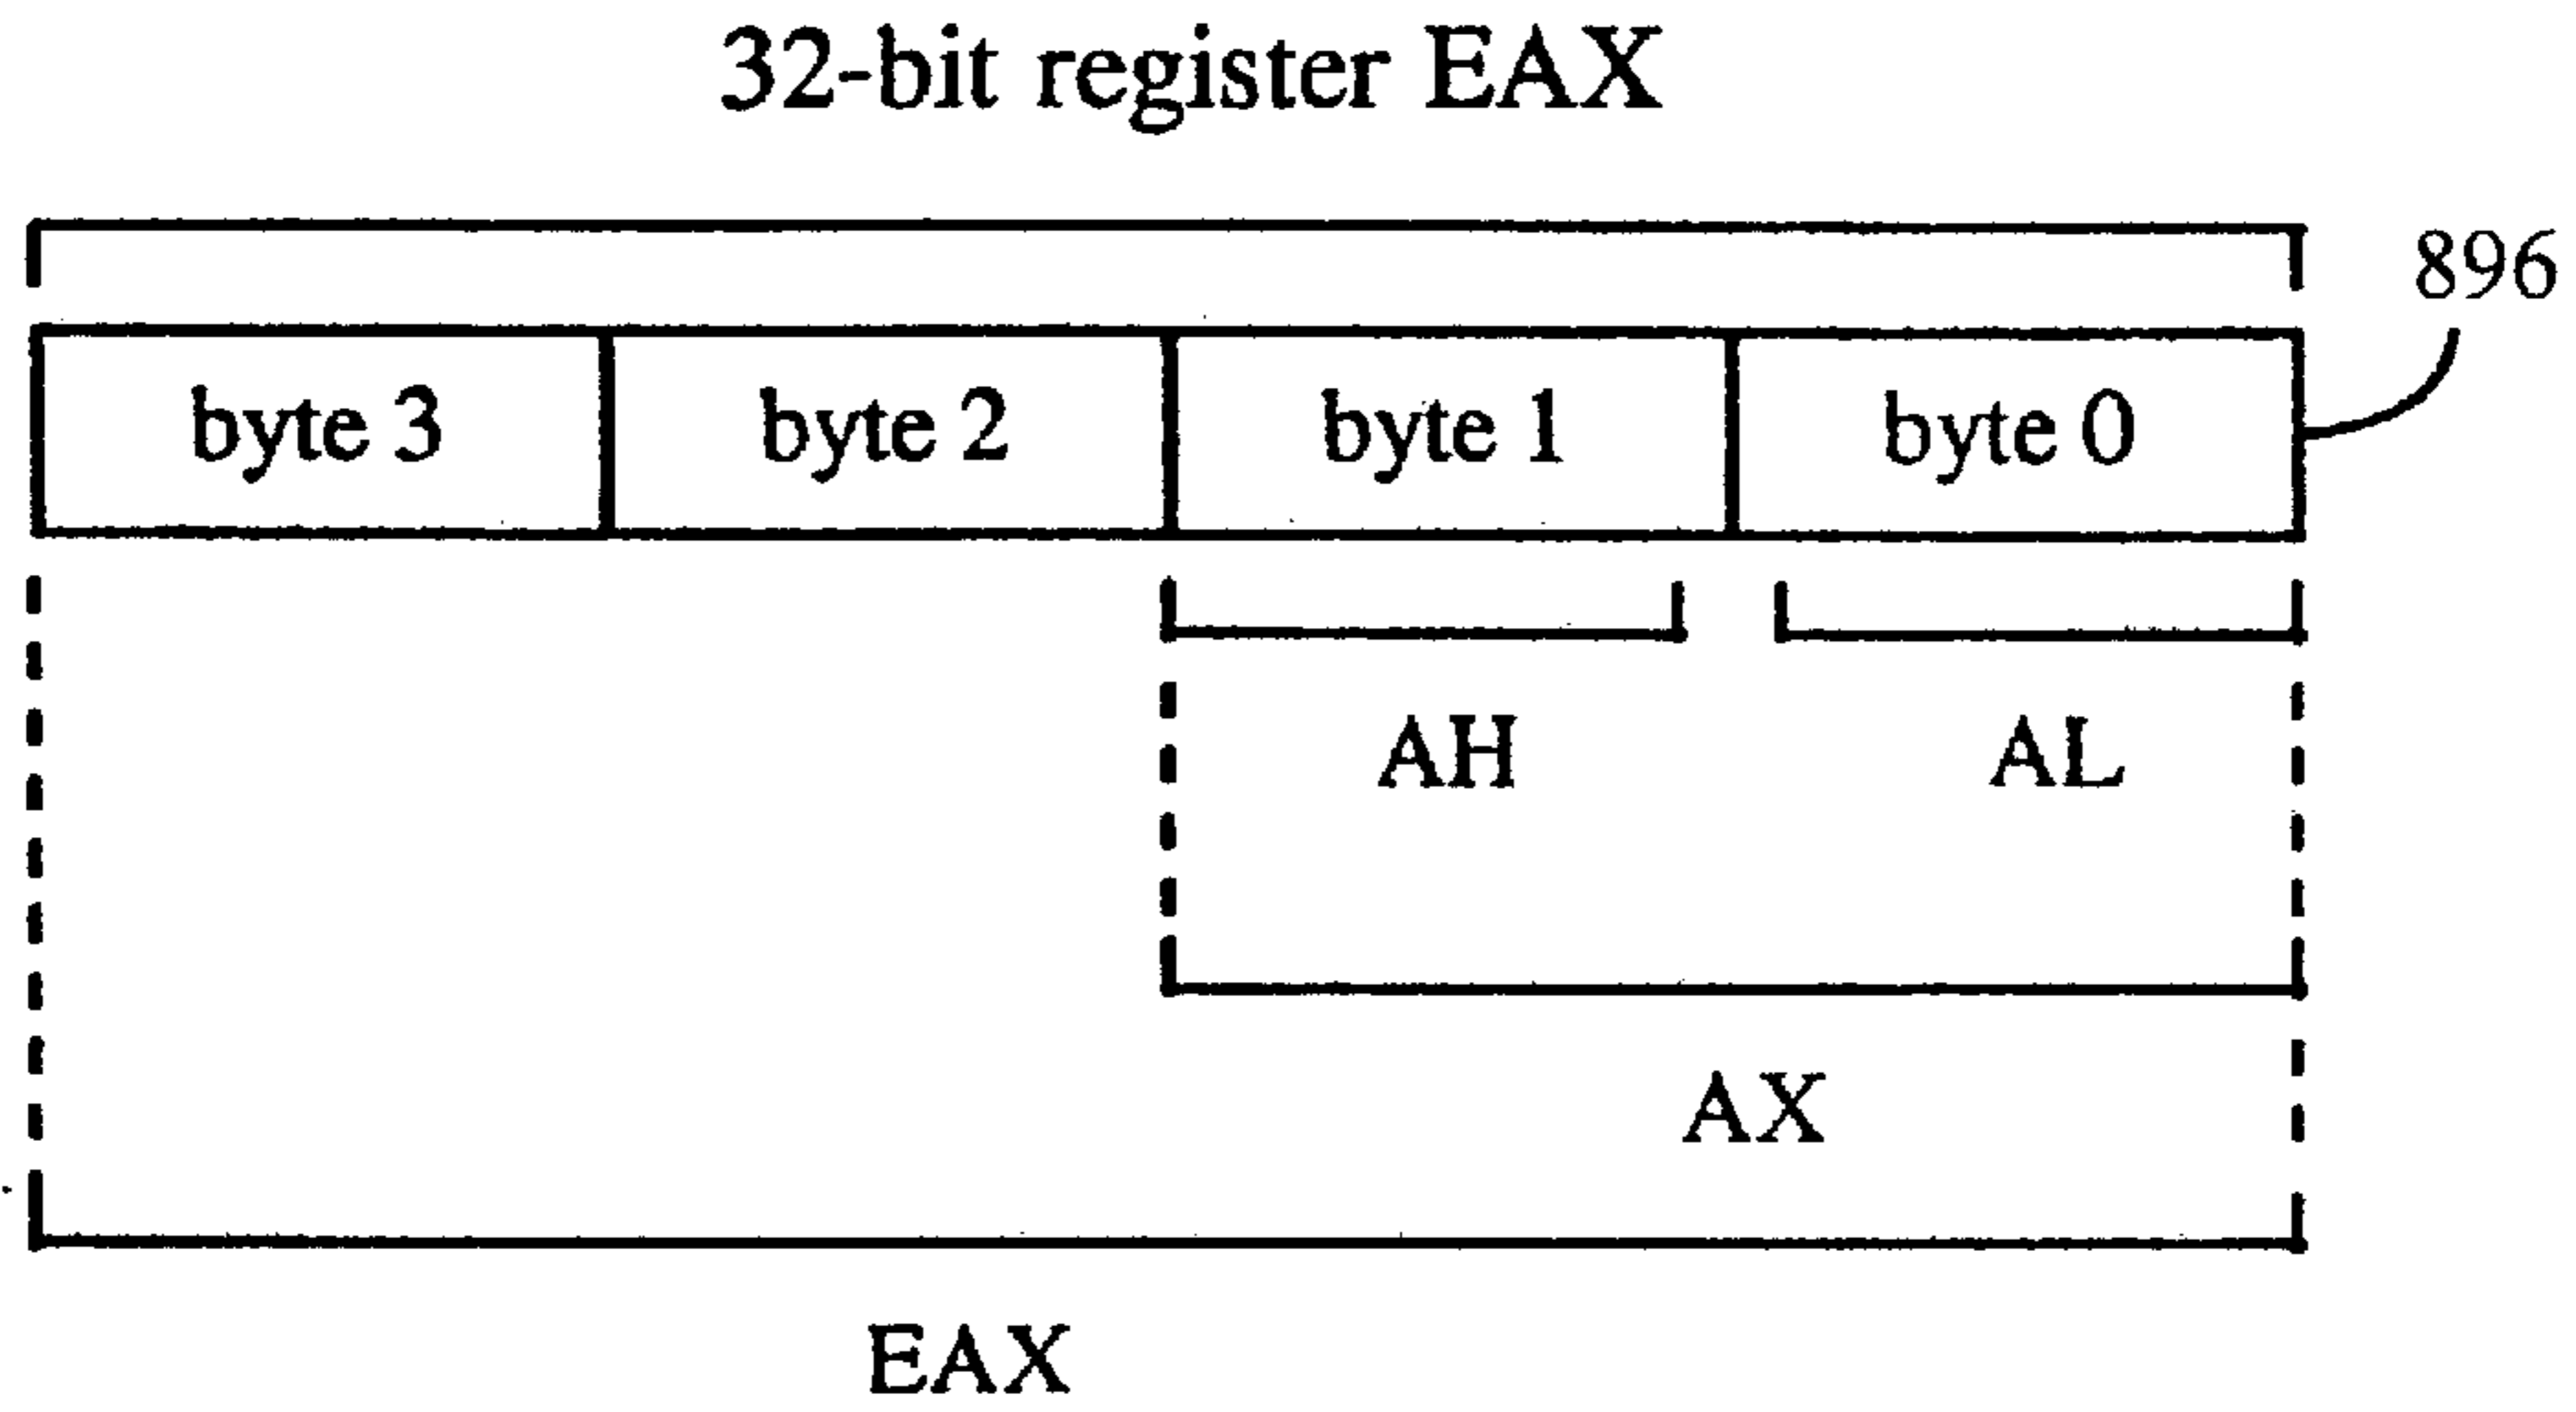 32-bit register EAX
896
byte 3 byte 2 byte 1 byte 0
AH AL
AX
EAX